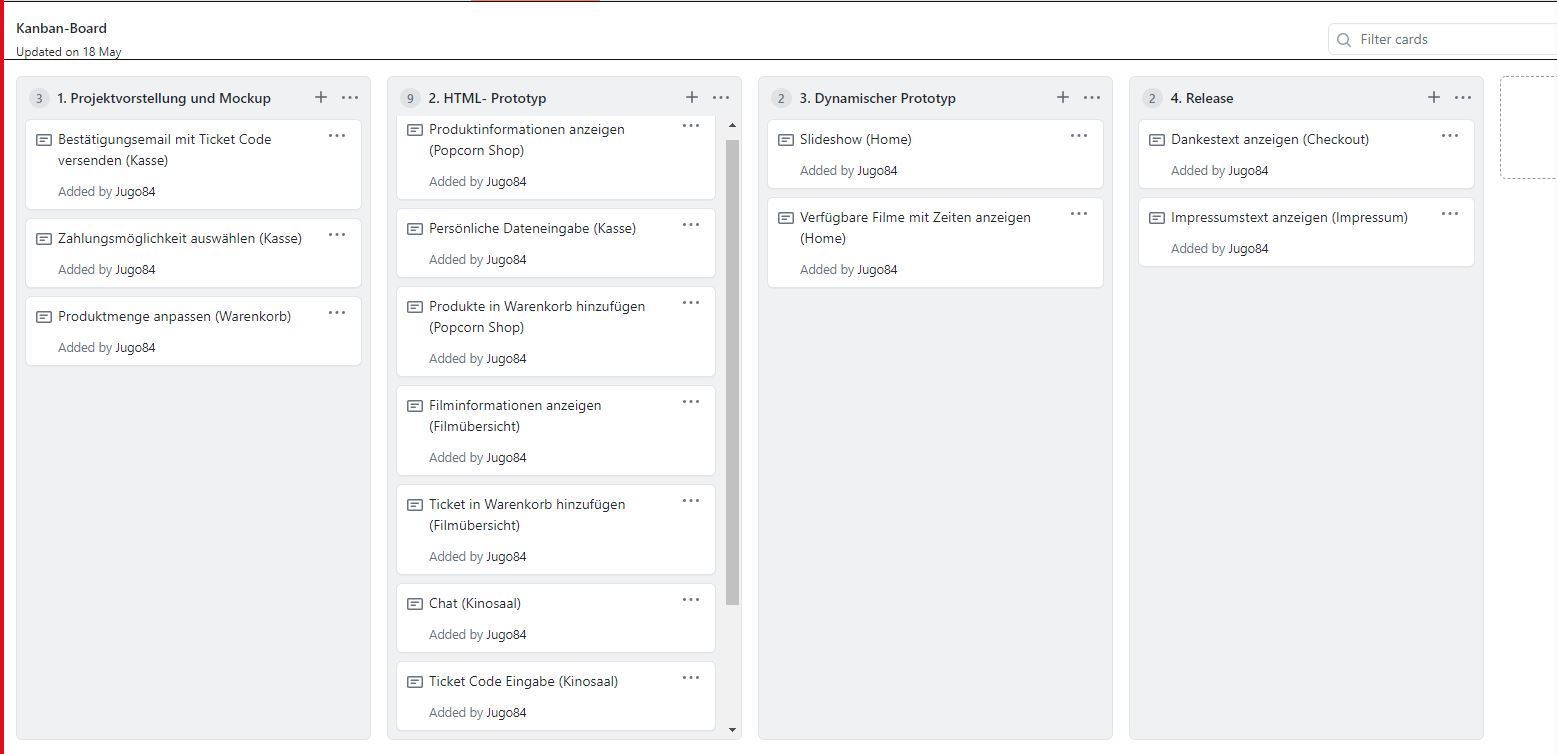 Kanban-Board
Updated on 18 May
Filter cards
3 1. Projektvorstellung und Mockup
Bestätigungsemail mit Ticket Code
versenden (Kasse)
Added by Jugo84
Zahlungsmöglichkeit auswählen (Kasse)
Added by Jugo84
Produktmenge anpassen (Warenkorb)
Added by Jugo84
9 2. HTML- Prototyp
Produktinformationen anzeigen
(Popcorn Shop)
Added by Jugo84
Persönliche Dateneingabe (Kasse)
Added by Jugo84
Produkte in Warenkorb hinzufügen
(Popcorn Shop)
Added by Jugo84
Filminformationen anzeigen
(Filmübersicht)
Added by Jugo84
Ticket in Warenkorb hinzufügen
(Filmübersicht)
Added by Jugo84
Chat (Kinosaal)
Added by Jugo84
Ticket Code Eingabe (Kinosaal)
Added by Jugo84
2 3. Dynamischer Prototyp
Slideshow (Home)
Added by Jugo84
Verfügbare Filme mit Zeiten anzeigen
(Home)
Added by Jugo84
2 4. Release
Dankestext anzeigen (Checkout)
Added by Jugo84
Impressumstext anzeigen (Impressum)
Added by Jugo84